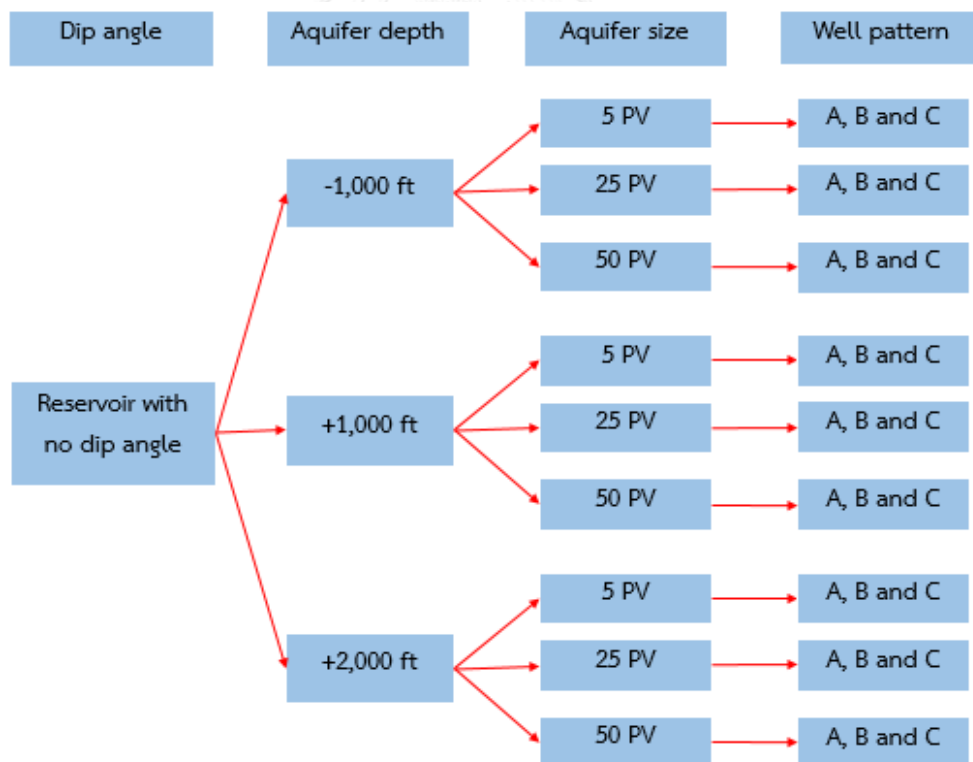 Dip angle
Aquifer depth
Aquifer size
Well pattern
5 PV
A, B and C
-1,000 ft
25 PV
A, B and C
50 PV
A, B and C
5 PV
A, B and C
Reservoir with
no dip angle
+1,000 ft
25 PV
A, B and C
50 PV
A, B and C
5 PV
A, B and C
+2,000 ft
25 PV
A, B and C
50 PV
A, B and C